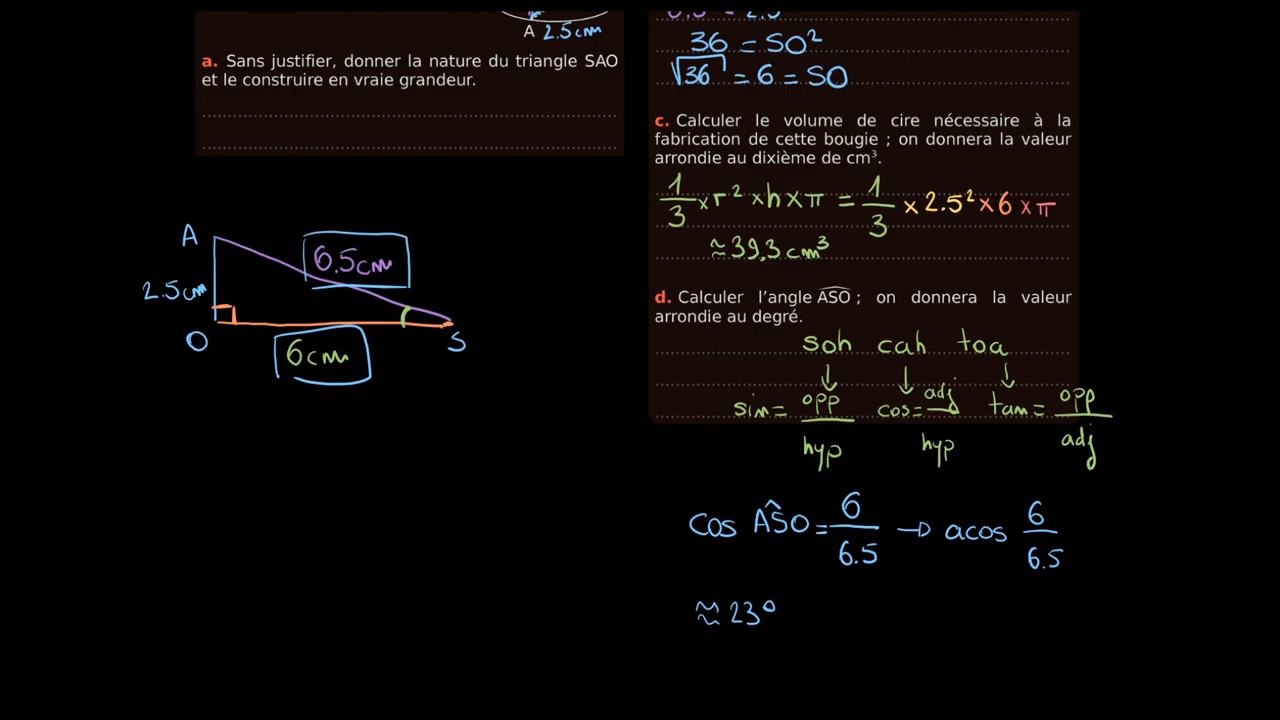 A 2.5cm
a. Sans justifier, donner la nature du triangle SAO
et le construire en vraie grandeur.
A
6.5cm
2.5cm
O
6cm
S
36 = SO²
√36 = 6 = SO
c. Calculer le volume de cire nécessaire à la
fabrication de cette bougie ; on donnera la valeur
arrondie au dixième de cm³.
1/3 × r² × h × π = 1/3 × 2.5² × 6 × π
≈ 39,3 cm³
d. Calculer l'angle ASO ; on donnera la valeur
arrondie au degré.
soh cah toa
sin = opp/hyp cos = adj/hyp tan = opp/adj
cos AŜO = 6/6.5 → acos 6/6.5
≈ 23°